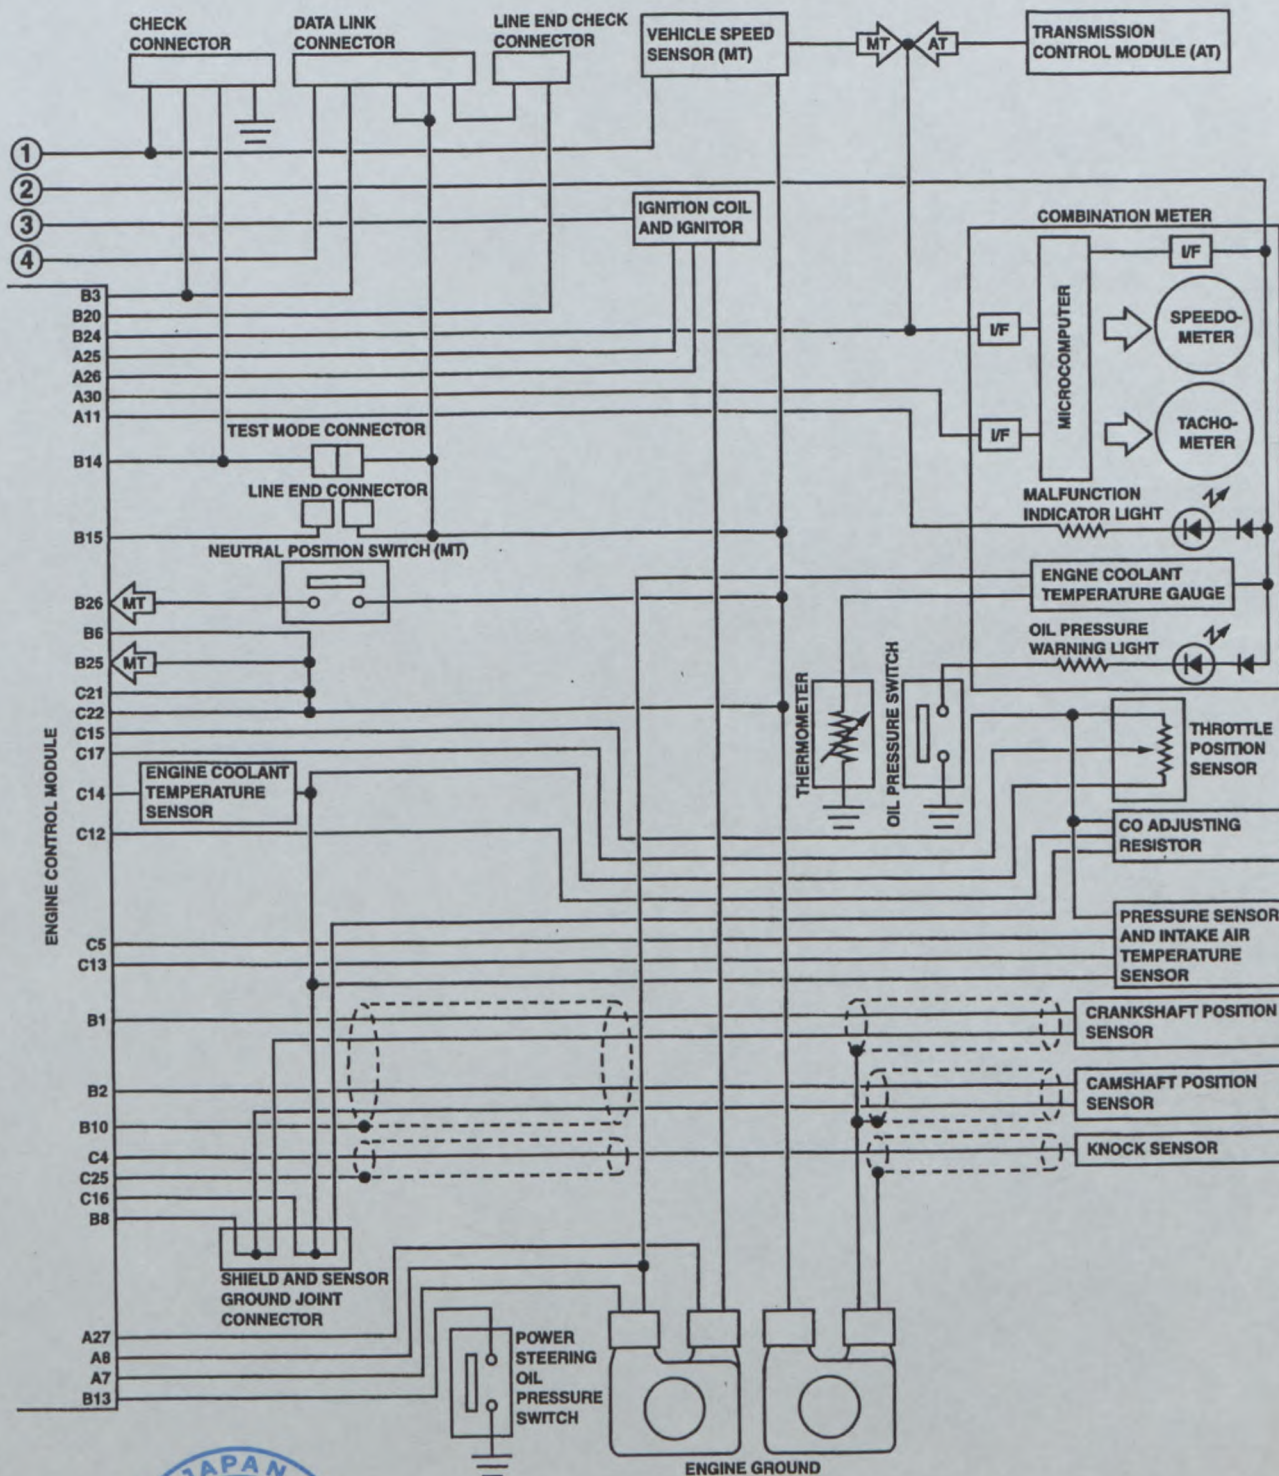 CHECK
CONNECTOR
DATA LINK
CONNECTOR
LINE END CHECK
CONNECTOR
VEHICLE SPEED
SENSOR (MT)
MT
AT
TRANSMISSION
CONTROL MODULE (AT)
1
2
3
4
IGNITION COIL
AND IGNITOR
COMBINATION METER
I/F
I/F
I/F
MICROCOMPUTER
SPEEDO-
METER
TACHO-
METER
B3
B20
B24
A25
A26
A30
A11
TEST MODE CONNECTOR
B14
LINE END CONNECTOR
B15
NEUTRAL POSITION SWITCH (MT)
MALFUNCTION
INDICATOR LIGHT
B26
MT
ENGNE COOLANT
TEMPERATURE GAUGE
B6
B25
MT
OIL PRESSURE
WARNING LIGHT
C21
C22
C15
C17
THERMOMETER
OIL PRESSURE SWITCH
THROTTLE
POSITION
SENSOR
ENGINE CONTROL MODULE
C14
ENGINE COOLANT
TEMPERATURE
SENSOR
C12
CO ADJUSTING
RESISTOR
C5
C13
PRESSURE SENSOR
AND INTAKE AIR
TEMPERATURE
SENSOR
B1
CRANKSHAFT POSITION
SENSOR
B2
CAMSHAFT POSITION
SENSOR
B10
C4
KNOCK SENSOR
C25
C16
B8
SHIELD AND SENSOR
GROUND JOINT
CONNECTOR
A27
A8
A7
B13
POWER
STEERING
OIL
PRESSURE
SWITCH
ENGINE GROUND
JAPAN